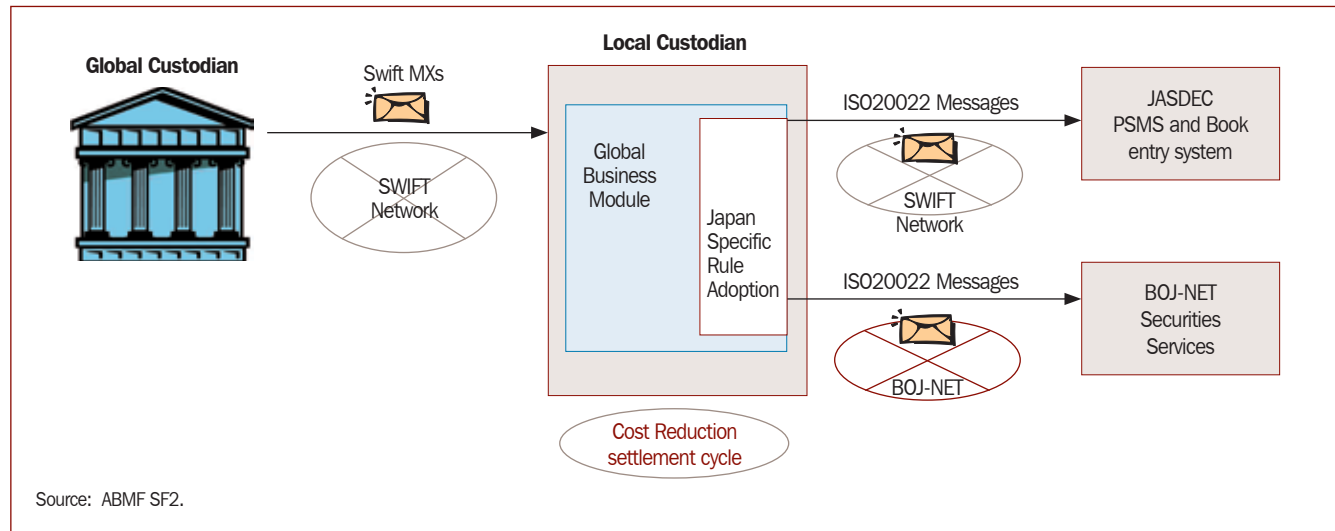 Global Custodian
Swift MXs
SWIFT
Network
Local Custodian
Global
Business
Module
Japan
Specific
Rule
Adoption
Cost Reduction
settlement cycle
ISO20022 Messages
SWIFT
Network
JASDEC
PSMS and Book
entry system
ISO20022 Messages
BOJ-NET
BOJ-NET
Securities
Services
Source: ABMF SF2.